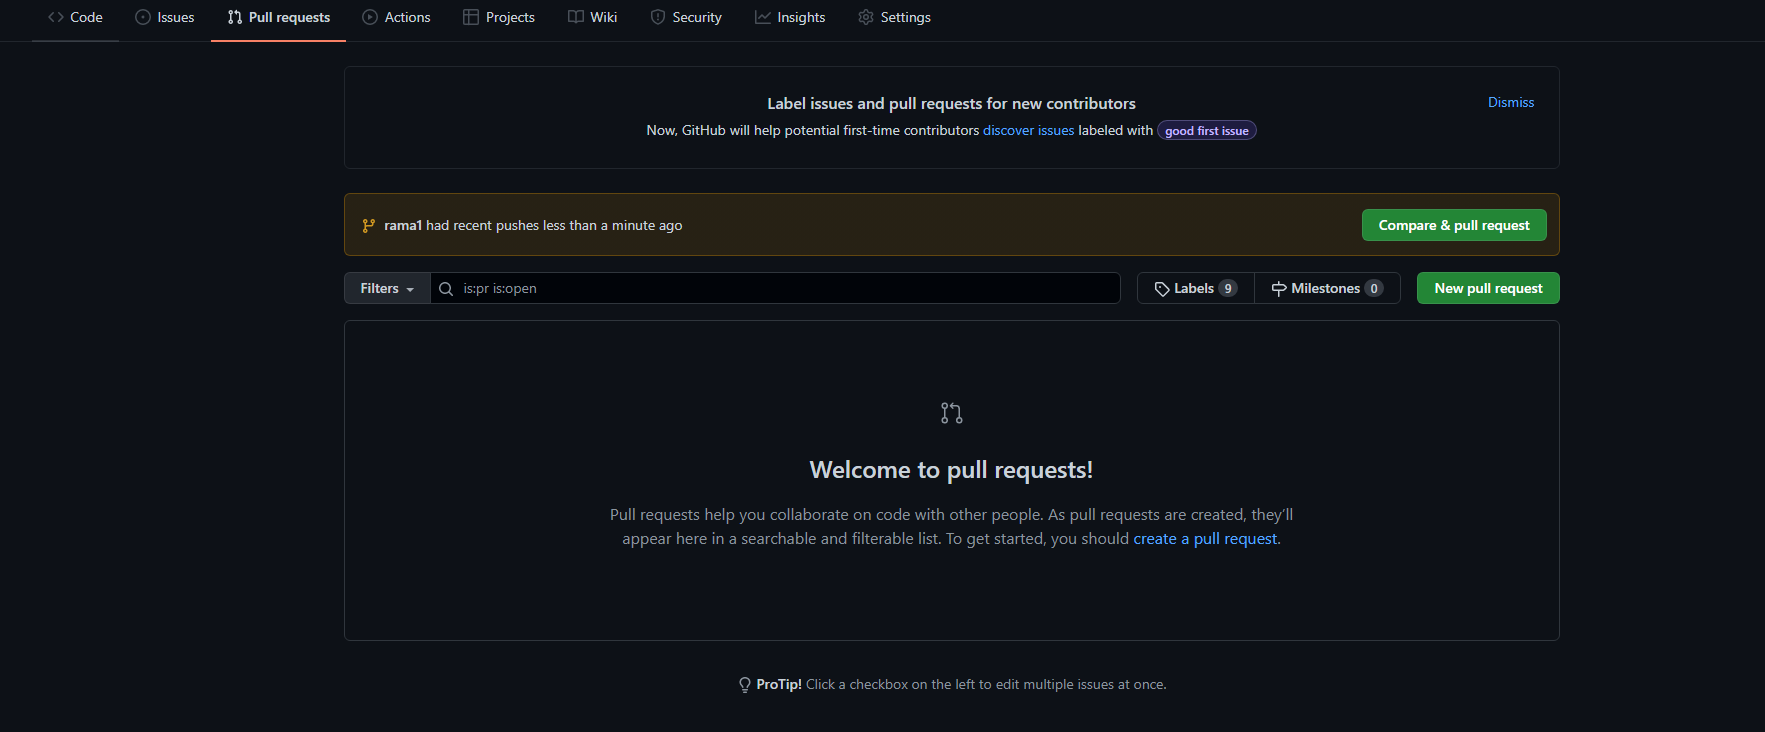 Code Issues Pull requests Actions Projects Wiki Security Insights Settings
Label issues and pull requests for new contributors
Dismiss
Now, GitHub will help potential first-time contributors discover issues labeled with good first issue
rama1 had recent pushes less than a minute ago
Compare & pull request
Filters is:pr is:open Labels 9 Milestones 0 New pull request
Welcome to pull requests!
Pull requests help you collaborate on code with other people. As pull requests are created, they’ll
appear here in a searchable and filterable list. To get started, you should create a pull request.
ProTip! Click a checkbox on the left to edit multiple issues at once.